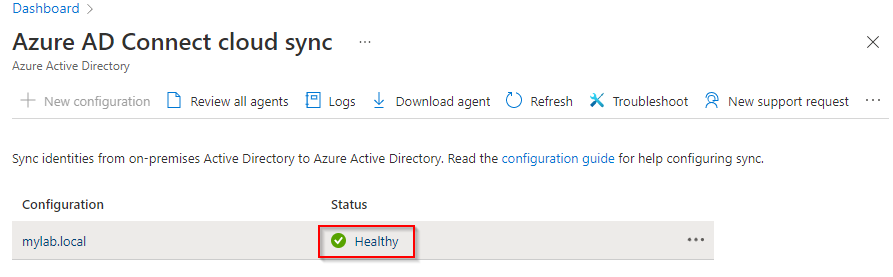 Dashboard >
Azure AD Connect cloud sync ...
Azure Active Directory
New configuration Review all agents Logs Download agent Refresh Troubleshoot New support request ...
Sync identities from on-premises Active Directory to Azure Active Directory. Read the configuration guide for help configuring sync.
Configuration Status
mylab.local Healthy ...